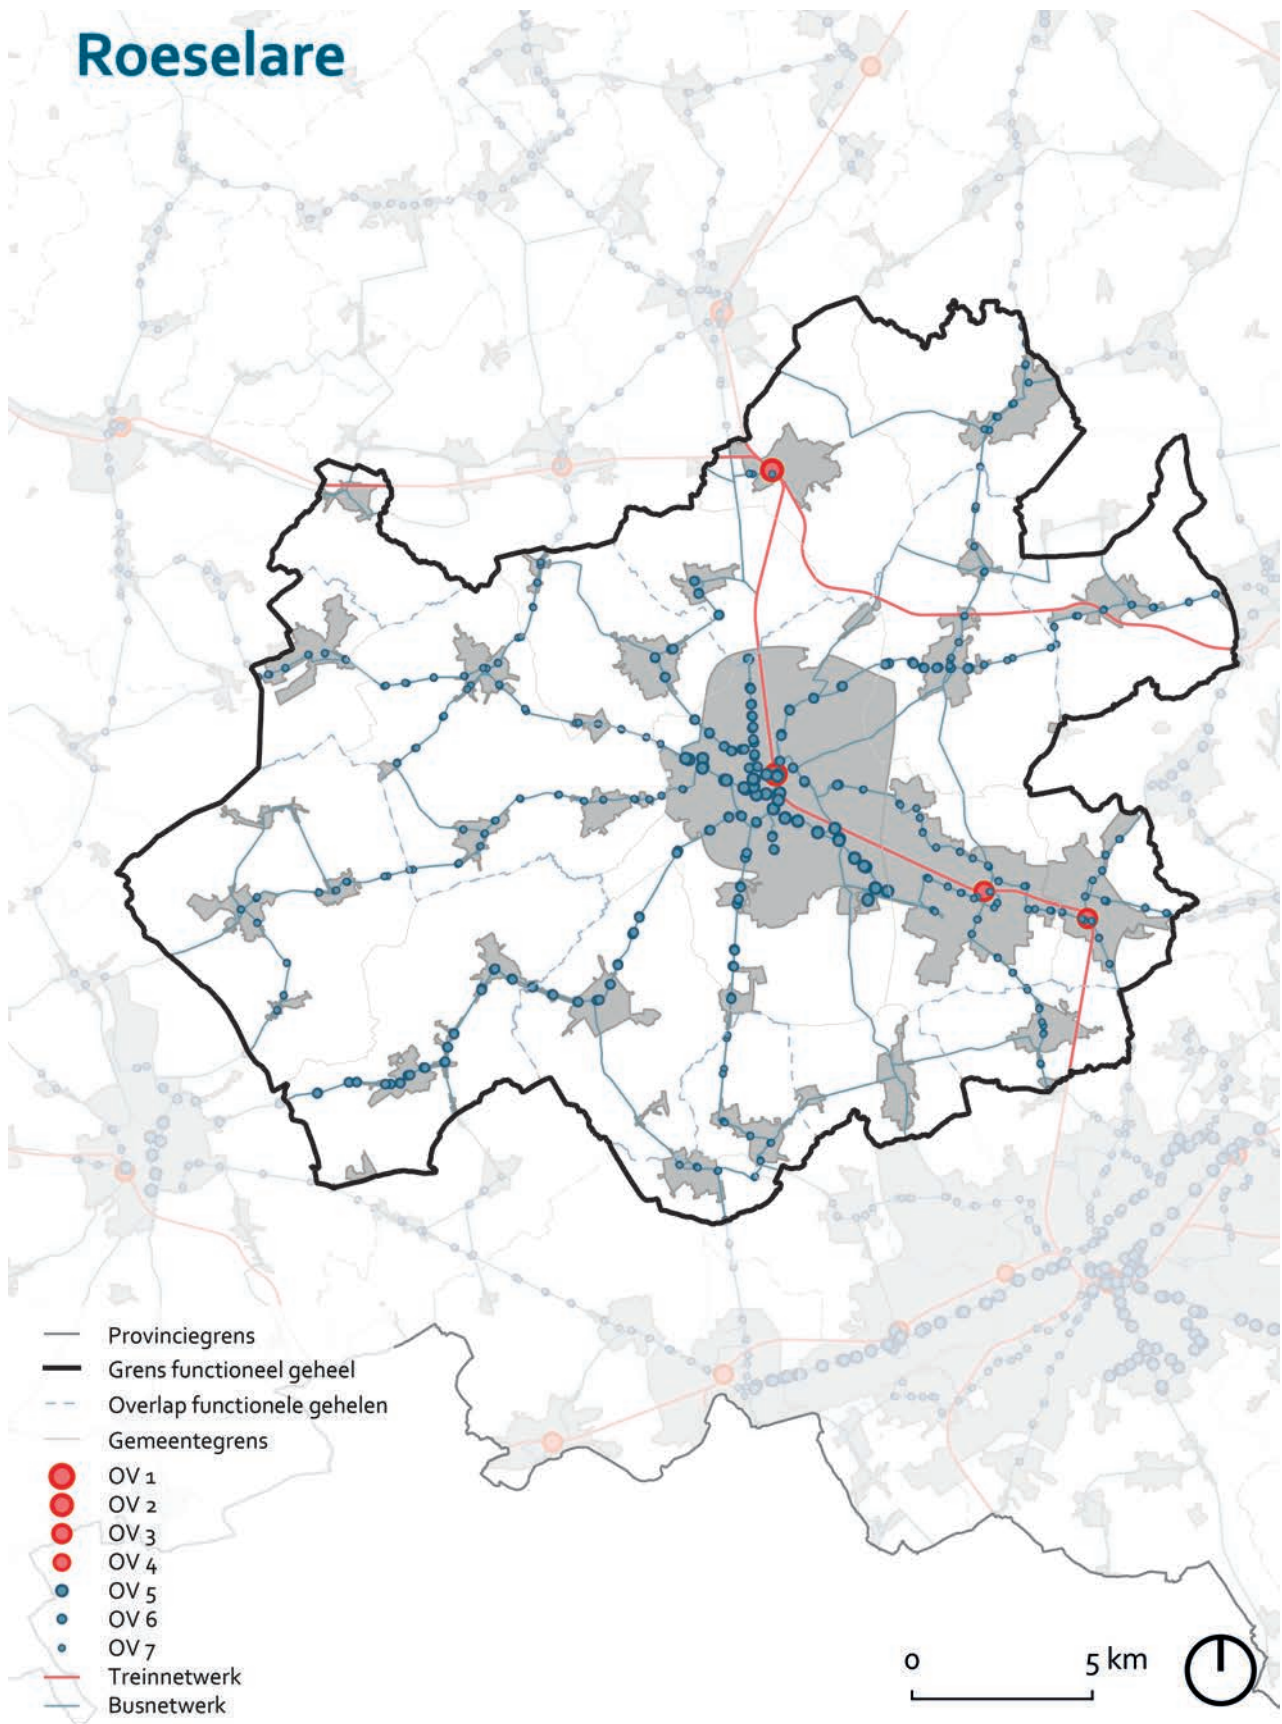 Roeselare
Provinciegrens
Grens functioneel geheel
Overlap functionele gehelen
Gemeentegrens
OV 1
OV 2
OV 3
OV 4
OV 5
OV 6
OV 7
Treinnetwerk
Busnetwerk
0 5 km